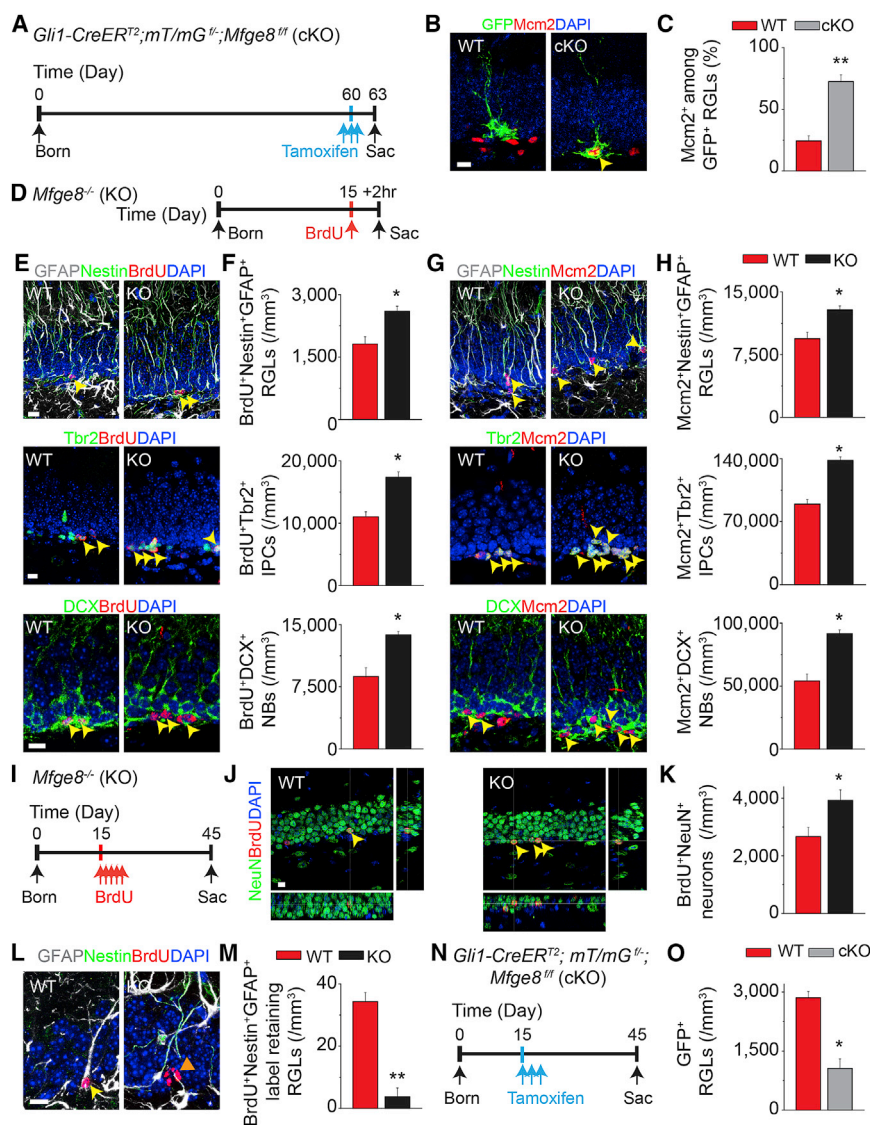 A
Gli1-CreER^T2;mT/mG^f/-;Mfge8^f/f (cKO)
Time (Day)
0 60 63
Born Tamoxifen Sac
B
GFPMcm2DAPI
WT cKO
C
WT cKO
Mcm2+ among
GFP+ RGLs (%)
75
50
25
0
**
D
Mfge8-/- (KO)
Time (Day)
0 15 +2hr
Born BrdU Sac
E
GFAPNestinBrdUDAPI
WT KO
Tbr2BrdUDAPI
WT KO
DCXBrdUDAPI
WT KO
F
WT KO
BrdU+Nestin+GFAP+
RGLs (/mm3)
3,000
1,500
0
*
BrdU+Tbr2+
IPCs (/mm3)
20,000
10,000
0
*
BrdU+DCX+
NBs (/mm3)
15,000
7,500
0
*
G
GFAPNestinMcm2DAPI
WT KO
Tbr2Mcm2DAPI
WT KO
DCXMcm2DAPI
WT KO
H
WT KO
Mcm2+Nestin+GFAP+
RGLs (/mm3)
15,000
7,500
0
*
Mcm2+Tbr2+
IPCs (/mm3)
140,000
70,000
0
*
Mcm2+DCX+
NBs (/mm3)
100,000
50,000
0
*
I
Mfge8-/- (KO)
Time (Day)
0 15 45
Born BrdU Sac
J
NeuNBrdUDAPI
WT KO
K
BrdU+NeuN+
neurons (/mm3)
4,000
2,000
0
*
L
GFAPNestinBrdUDAPI
WT KO
M
WT KO
BrdU+Nestin+GFAP+
label retaining
RGLs (/mm3)
40
20
0
**
N
Gli1-CreER^T2; mT/mG^f/-;
Mfge8^f/f (cKO)
Time (Day)
0 15 45
Born Tamoxifen Sac
O
WT cKO
GFP+
RGLs (/mm3)
3,000
1,500
0
*